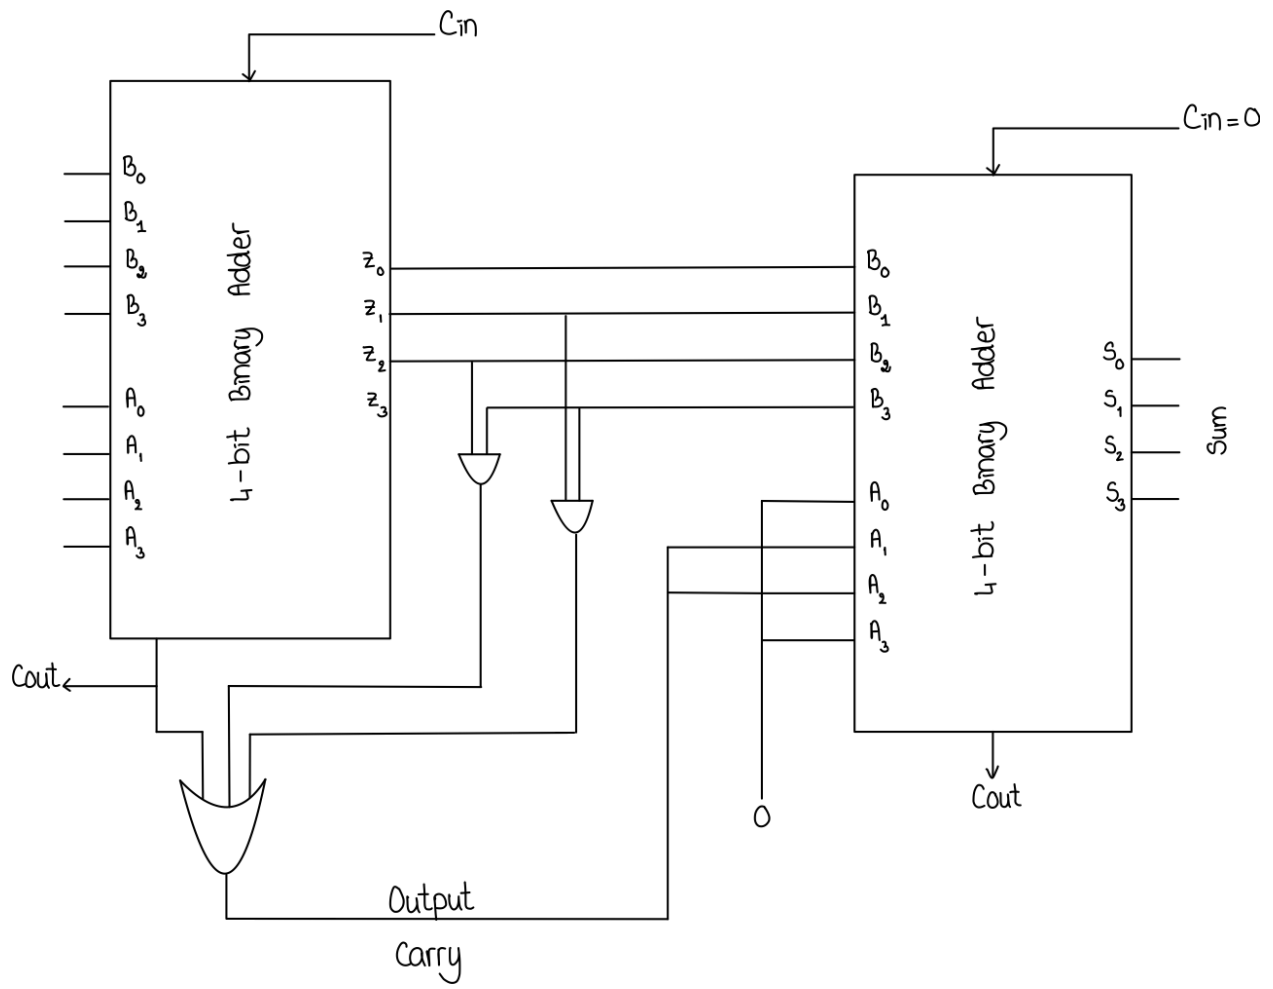 Cin
Cin = 0
B₀
B₁
B₂
B₃
A₀
A₁
A₂
A₃
4-bit Binary Adder
Z₀
Z₁
Z₂
Z₃
B₀
B₁
B₂
B₃
A₀
A₁
A₂
A₃
4-bit Binary Adder
S₀
S₁
S₂
S₃
Sum
Cout
Cout
0
Output
Carry